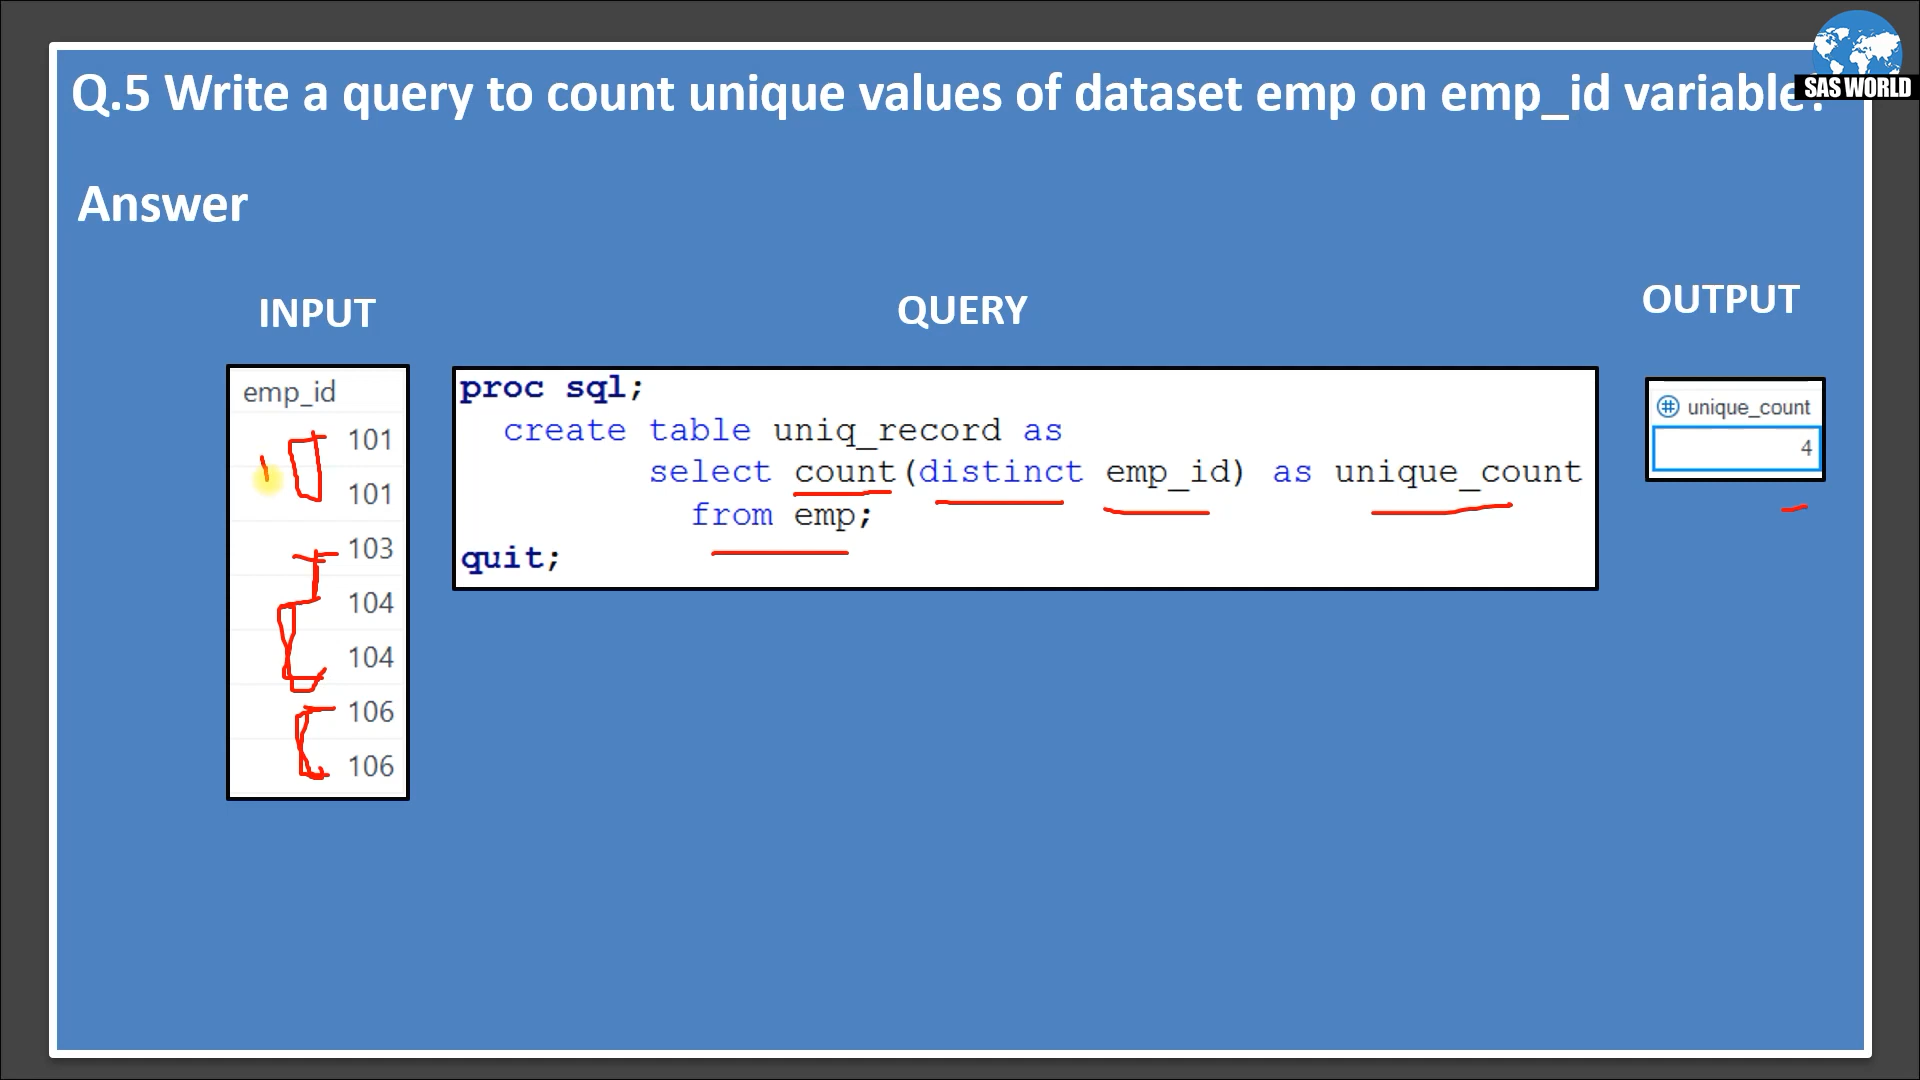 SAS WORLD
Q.5 Write a query to count unique values of dataset emp on emp_id variable?
Answer
INPUT
QUERY
OUTPUT
emp_id
101
101
103
104
104
106
106
proc sql;
create table uniq_record as
select count(distinct emp_id) as unique_count
from emp;
quit;
unique_count
4